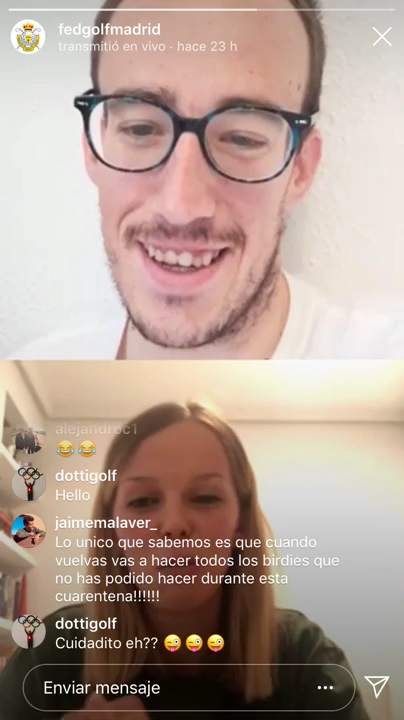 fedgolfmadrid
transmitió en vivo · hace 23 h
alejandroc1
😂😂
dottigolf
Hello
jaimemalaver_
Lo unico que sabemos es que cuando
vuelvas vas a hacer todos los birdies que
no has podido hacer durante esta
cuarentena!!!!!!
dottigolf
Cuidadito eh?? 😜😜😜
Enviar mensaje